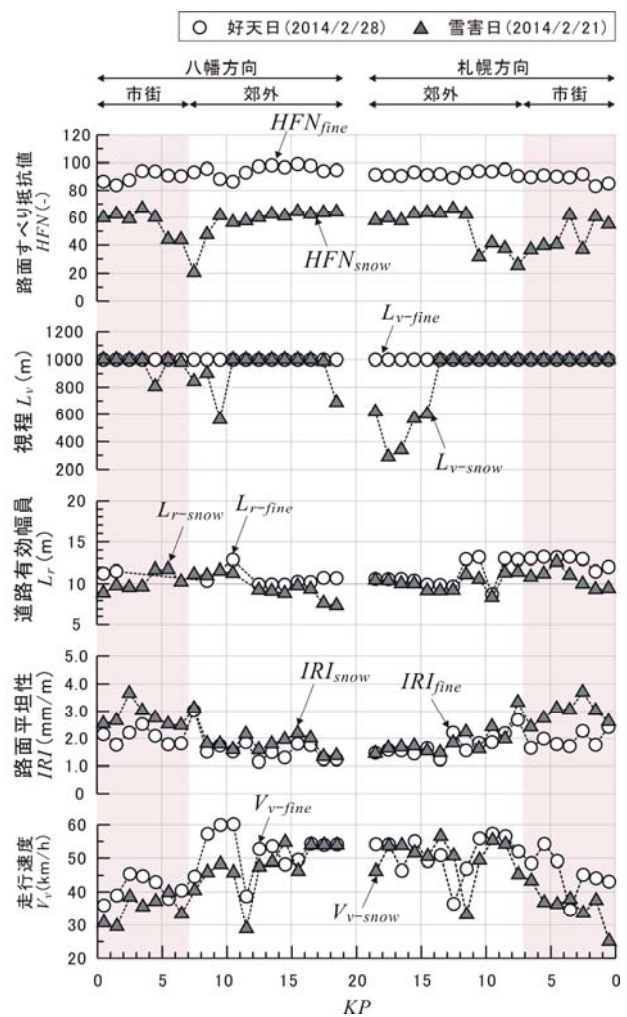 好天日(2014/2/28) 雪害日(2014/2/21)
八幡方向 札幌方向
市街 郊外 郊外 市街
路面すべり抵抗値
HFN(-)
120
100
80
60
40
20
0
HFNfine
HFNsnow
視程 Lv (m)
1200
1000
800
600
400
200
Lv-fine
Lv-snow
道路有効幅員
Lr (m)
20
15
10
5
Lr-snow Lr-fine
路面平坦性
IRI (mm/m)
5.0
4.0
3.0
2.0
1.0
0
IRIsnow IRIfine
走行速度
Vv(km/h)
60
50
40
30
20
Vv-fine
Vv-snow
0 5 10 15 20 20 15 10 5 0
KP